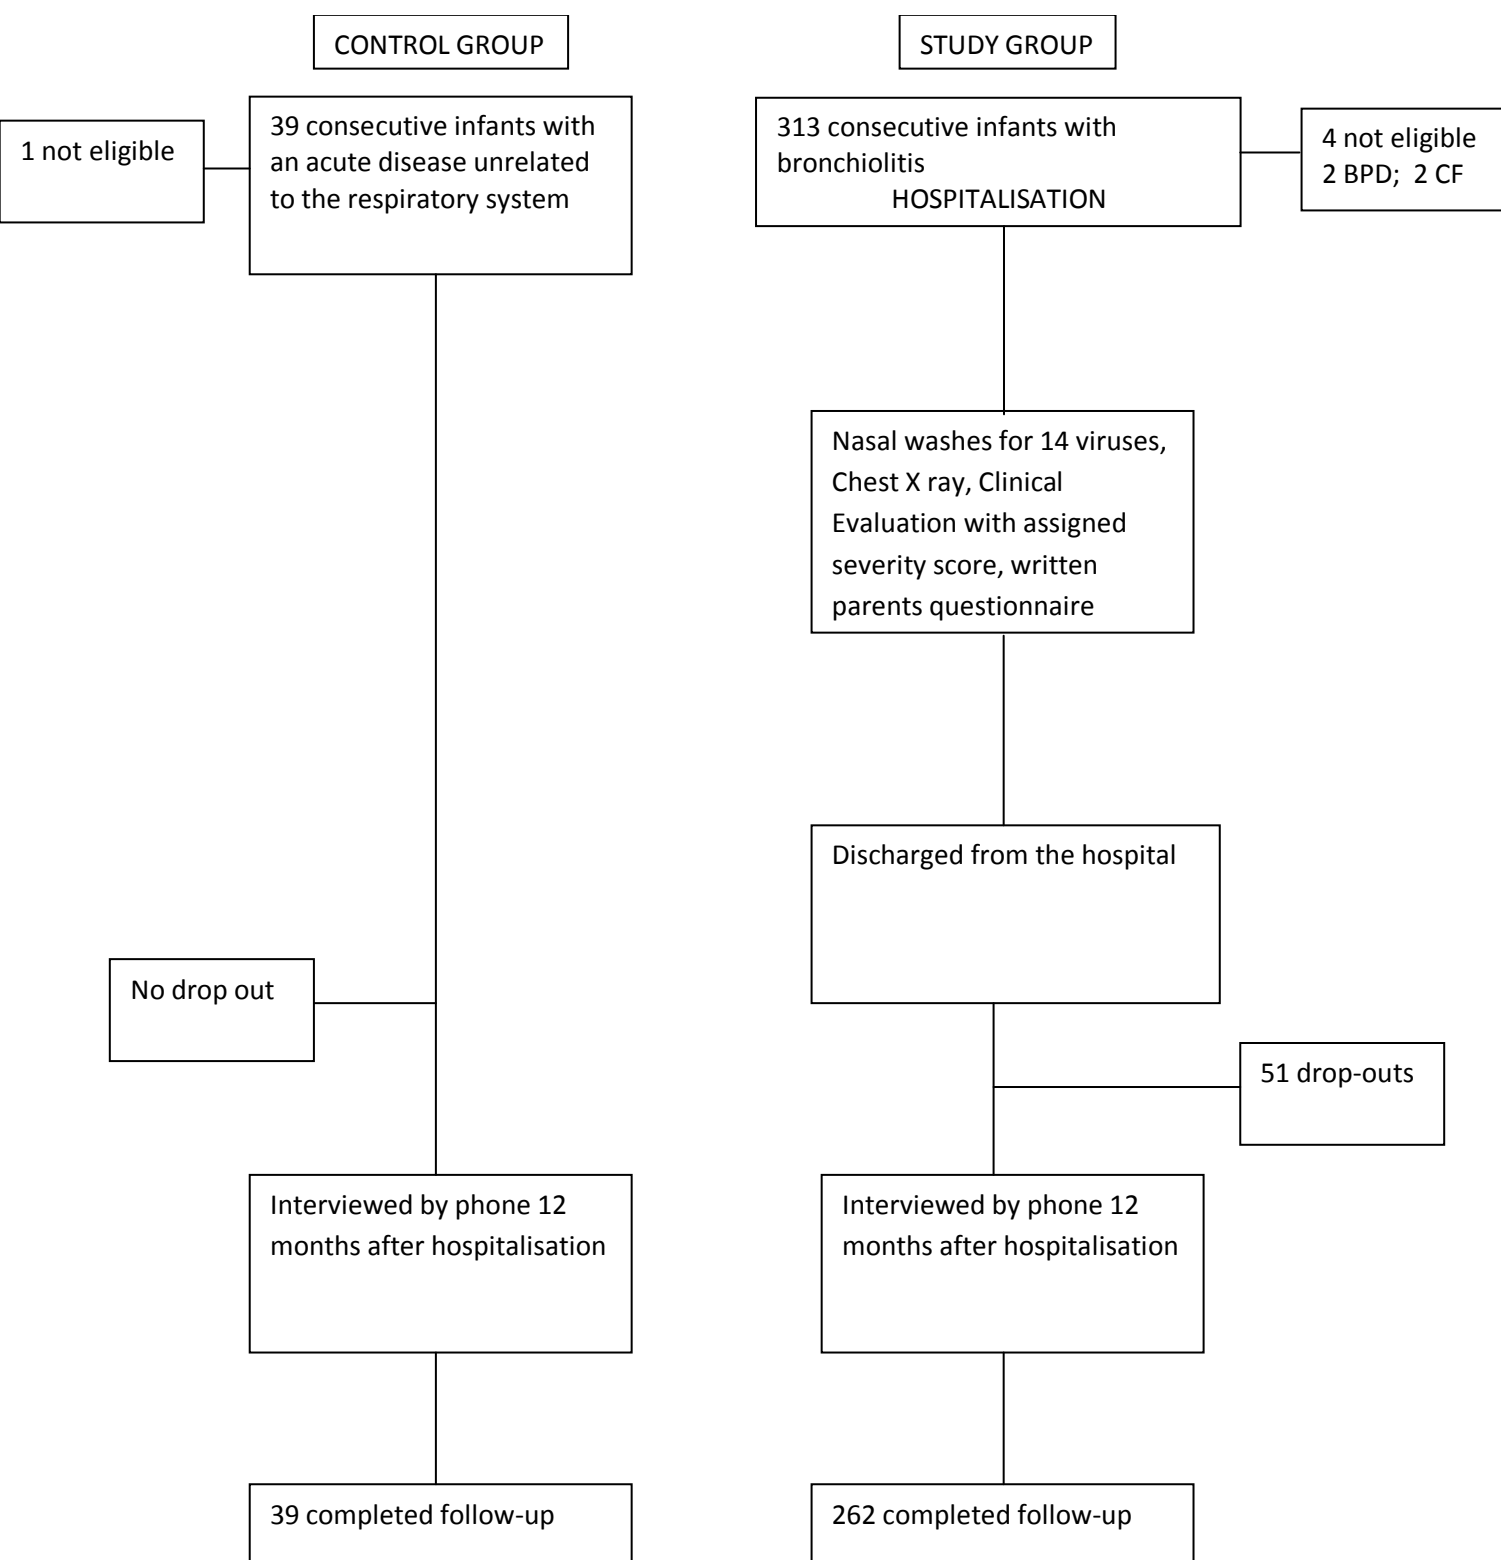 CONTROL GROUP
STUDY GROUP
1 not eligible
39 consecutive infants with
an acute disease unrelated
to the respiratory system
313 consecutive infants with
bronchiolitis
HOSPITALISATION
4 not eligible
2 BPD; 2 CF
Nasal washes for 14 viruses,
Chest X ray, Clinical
Evaluation with assigned
severity score, written
parents questionnaire
Discharged from the hospital
No drop out
51 drop-outs
Interviewed by phone 12
months after hospitalisation
Interviewed by phone 12
months after hospitalisation
39 completed follow-up
262 completed follow-up